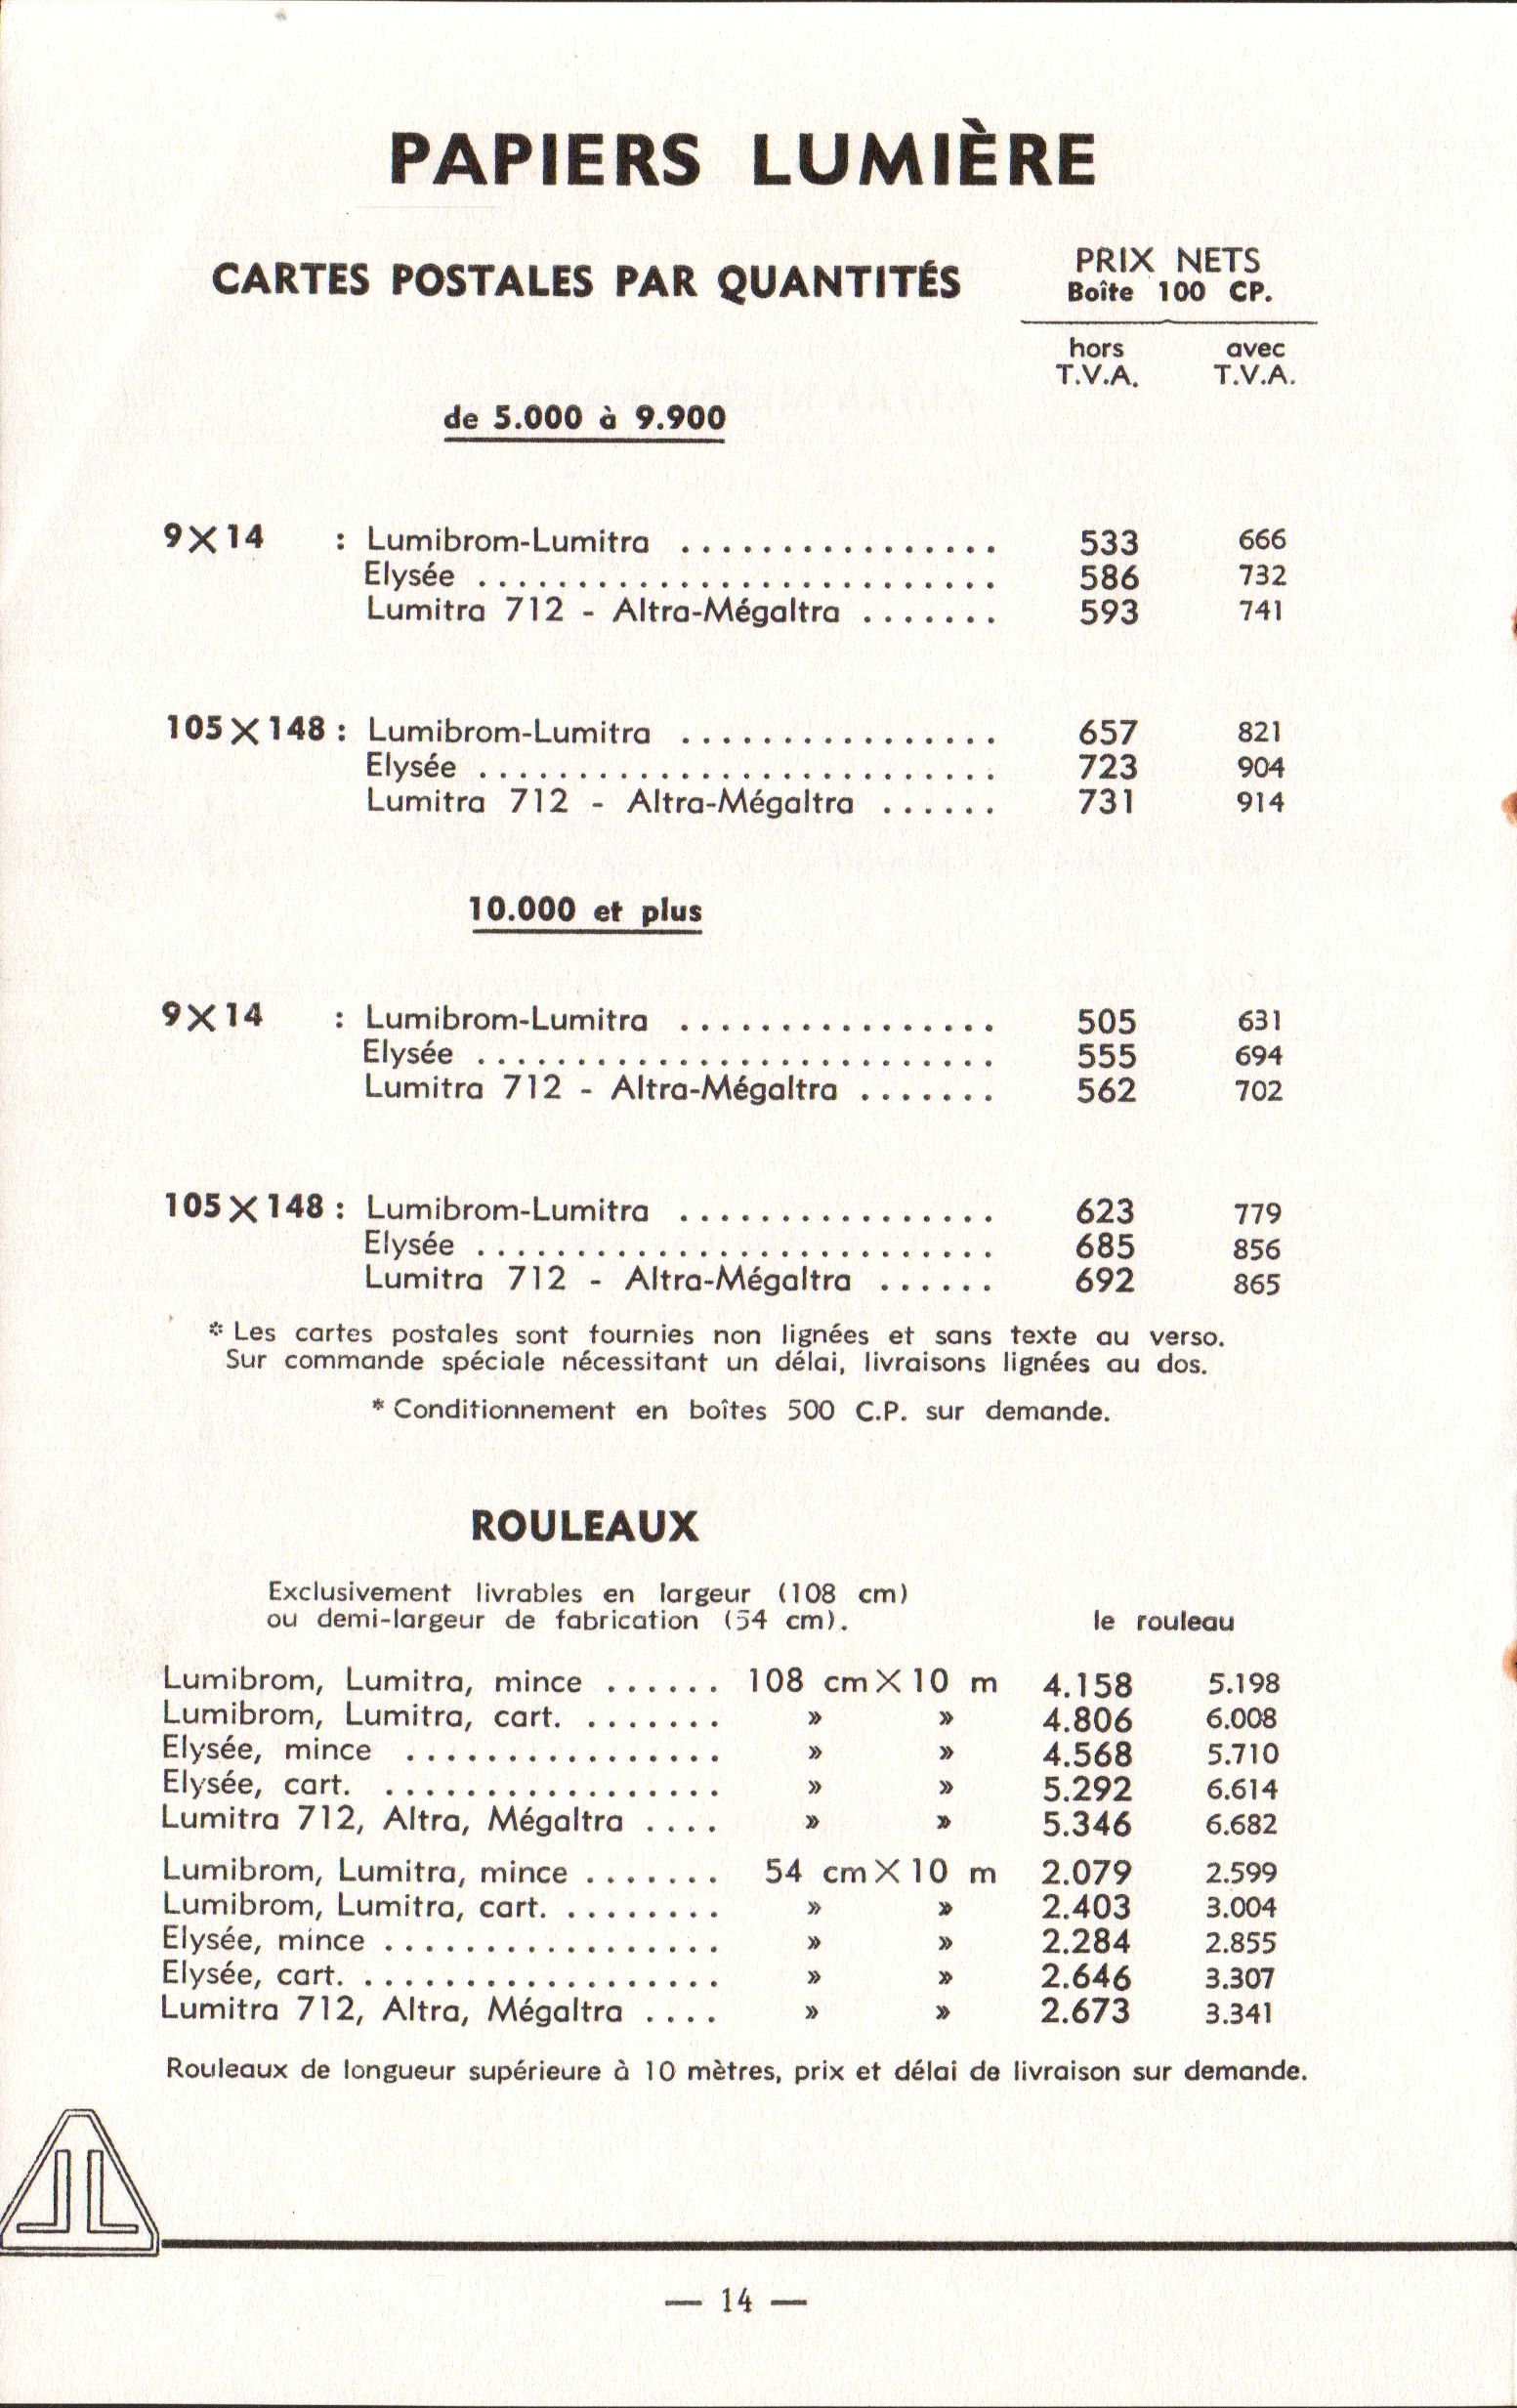 PAPIERS LUMIÈRE
CARTES POSTALES PAR QUANTITÉS
PRIX NETS
Boîte 100 CP.
hors avec
T.V.A. T.V.A.
de 5.000 à 9.900
9 X 14 : Lumibrom-Lumitra ................ 533 666
Elysée .......................... 586 732
Lumitra 712 - Altra-Mégaltra ....... 593 741
105 X 148 : Lumibrom-Lumitra ................ 657 821
Elysée .......................... 723 904
Lumitra 712 - Altra-Mégaltra ...... 731 914
10.000 et plus
9 X 14 : Lumibrom-Lumitra ................ 505 631
Elysée .......................... 555 694
Lumitra 712 - Altra-Mégaltra ....... 562 702
105 X 148 : Lumibrom-Lumitra ................ 623 779
Elysée .......................... 685 856
Lumitra 712 - Altra-Mégaltra ...... 692 865
* Les cartes postales sont fournies non lignées et sans texte au verso.
Sur commande spéciale nécessitant un délai, livraisons lignées au dos.
* Conditionnement en boîtes 500 C.P. sur demande.
ROULEAUX
Exclusivement livrables en largeur (108 cm)
ou demi-largeur de fabrication (54 cm). le rouleau
Lumibrom, Lumitra, mince ...... 108 cm X 10 m 4.158 5.198
Lumibrom, Lumitra, cart. ....... » » 4.806 6.008
Elysée, mince ................ » » 4.568 5.710
Elysée, cart. ................. » » 5.292 6.614
Lumitra 712, Altra, Mégaltra .... » » 5.346 6.682
Lumibrom, Lumitra, mince ....... 54 cm X 10 m 2.079 2.599
Lumibrom, Lumitra, cart. ........ » » 2.403 3.004
Elysée, mince ................. » » 2.284 2.855
Elysée, cart. .................. » » 2.646 3.307
Lumitra 712, Altra, Mégaltra .... » » 2.673 3.341
Rouleaux de longueur supérieure à 10 mètres, prix et délai de livraison sur demande.
JL
— 14 —